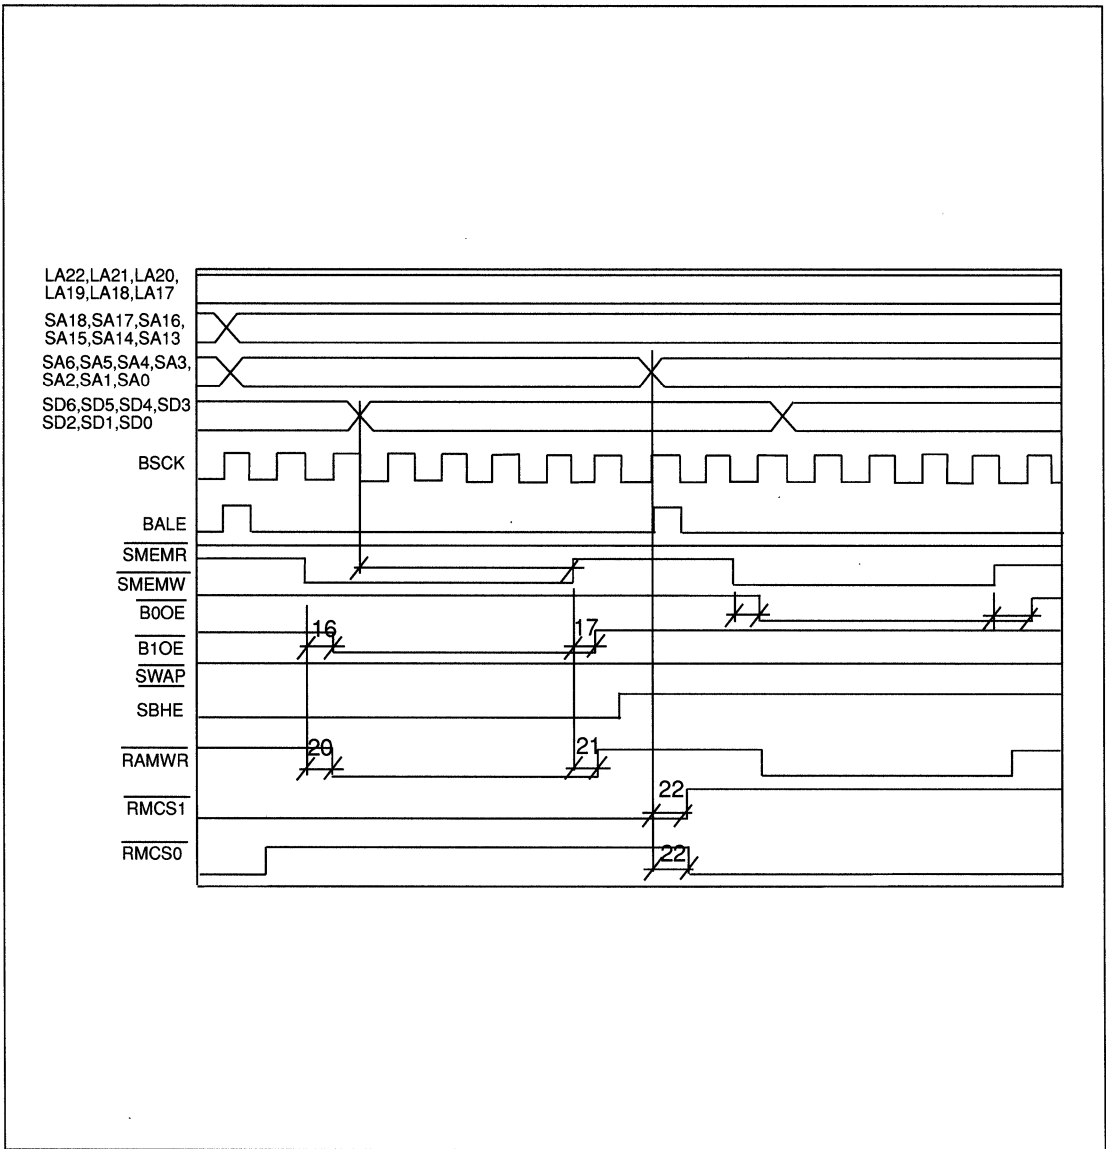 LA22,LA21,LA20,
LA19,LA18,LA17
SA18,SA17,SA16,
SA15,SA14,SA13
SA6,SA5,SA4,SA3,
SA2,SA1,SA0
SD6,SD5,SD4,SD3
SD2,SD1,SD0
BSCK
BALE
SMEMR
SMEMW
B0OE
16
17
B1OE
SWAP
SBHE
20
21
RAMWR
22
RMCS1
22
RMCS0